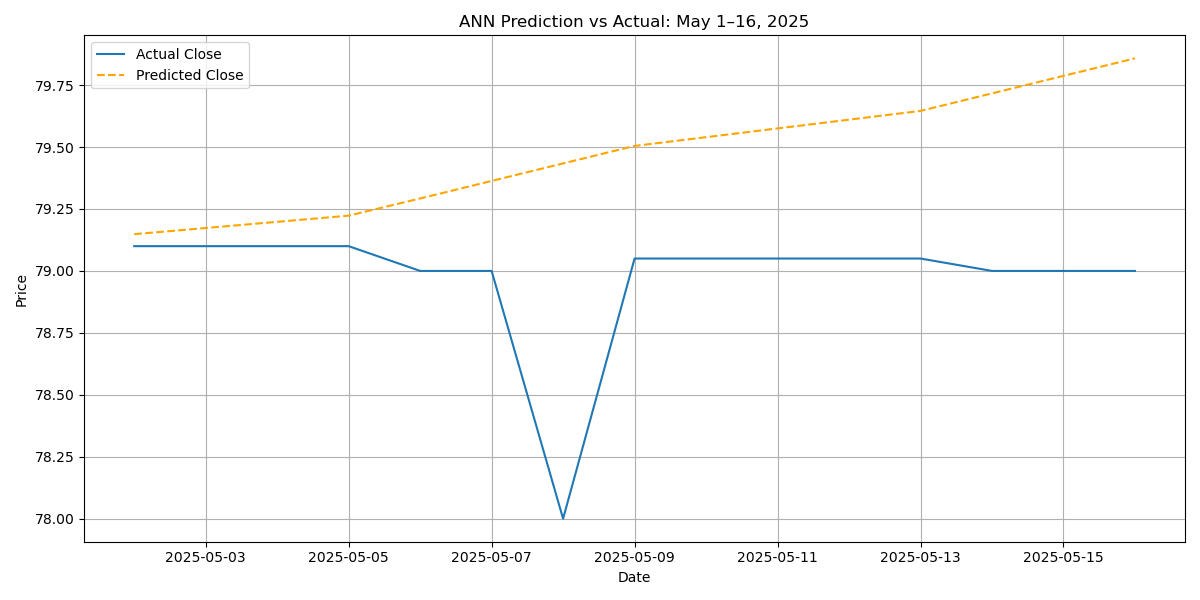 ANN Prediction vs Actual: May 1–16, 2025
Actual Close
Predicted Close
Price
79.75
79.50
79.25
79.00
78.75
78.50
78.25
78.00
2025-05-03 2025-05-05 2025-05-07 2025-05-09 2025-05-11 2025-05-13 2025-05-15
Date